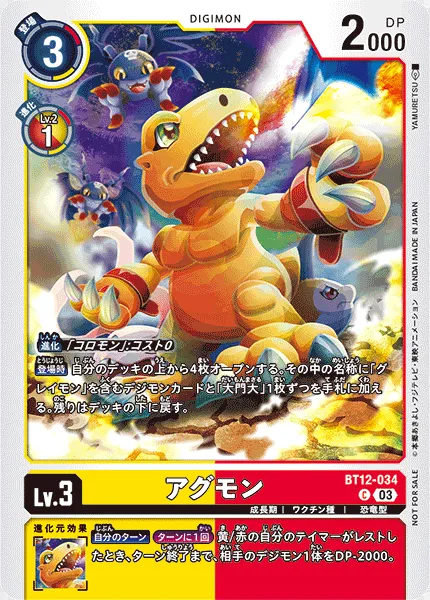 登場
3
DIGIMON
DP
2000
進化
Lv.2
1
YAMURETSU
©本郷あきよし・フジテレビ・東映アニメーション BANDAI MADE IN JAPAN
NOT FOR SALE
進化 「コロモン」:コスト0
登場時 自分のデッキの上から4枚オープンする。その中の名称に「グ
レイモン」を含むデジモンカードと「大門大」1枚ずつを手札に加え
る。残りはデッキの下に戻す。
Lv.3
アグモン
BT12-034
C 03
成長期 | ワクチン種 | 恐竜型
進化元効果
自分のターン ターンに1回 黄/赤の自分のテイマーがレストし
たとき、ターン終了まで、相手のデジモン1体をDP-2000。